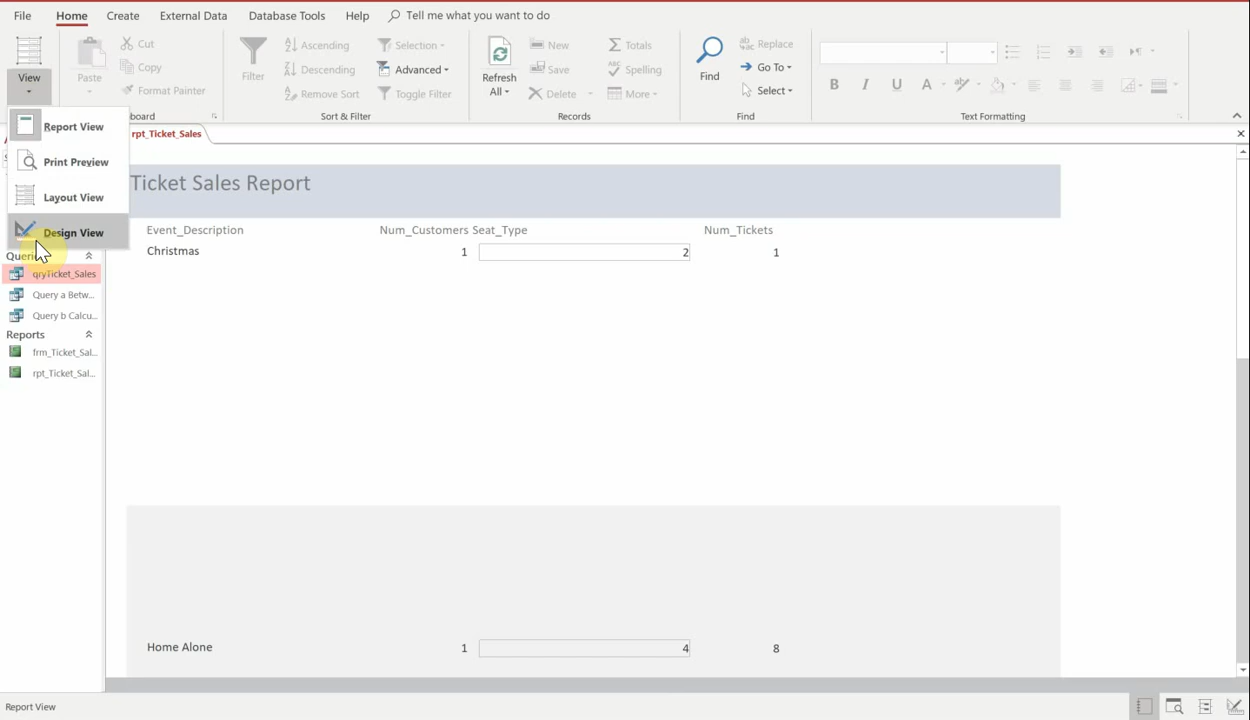 File Home Create External Data Database Tools Help Tell me what you want to do
View
Paste
Cut
Copy
Format Painter
board
Filter
Ascending
Descending
Remove Sort
Selection
Advanced
Toggle Filter
Sort & Filter
Refresh
All
New
Save
Delete
Totals
Spelling
More
Records
Find
Replace
Go To
Select
Find
B I U A
Text Formatting
Report View
Print Preview
Layout View
Design View
rpt_Ticket_Sales
Ticket Sales Report
Event_Description Num_Customers Seat_Type Num_Tickets
Christmas 1 2 1
Home Alone 1 4 8
qryTicket_Sales
Query a Betw...
Query b Calcu...
Reports
frm_Ticket_Sal...
rpt_Ticket_Sal...
Report View